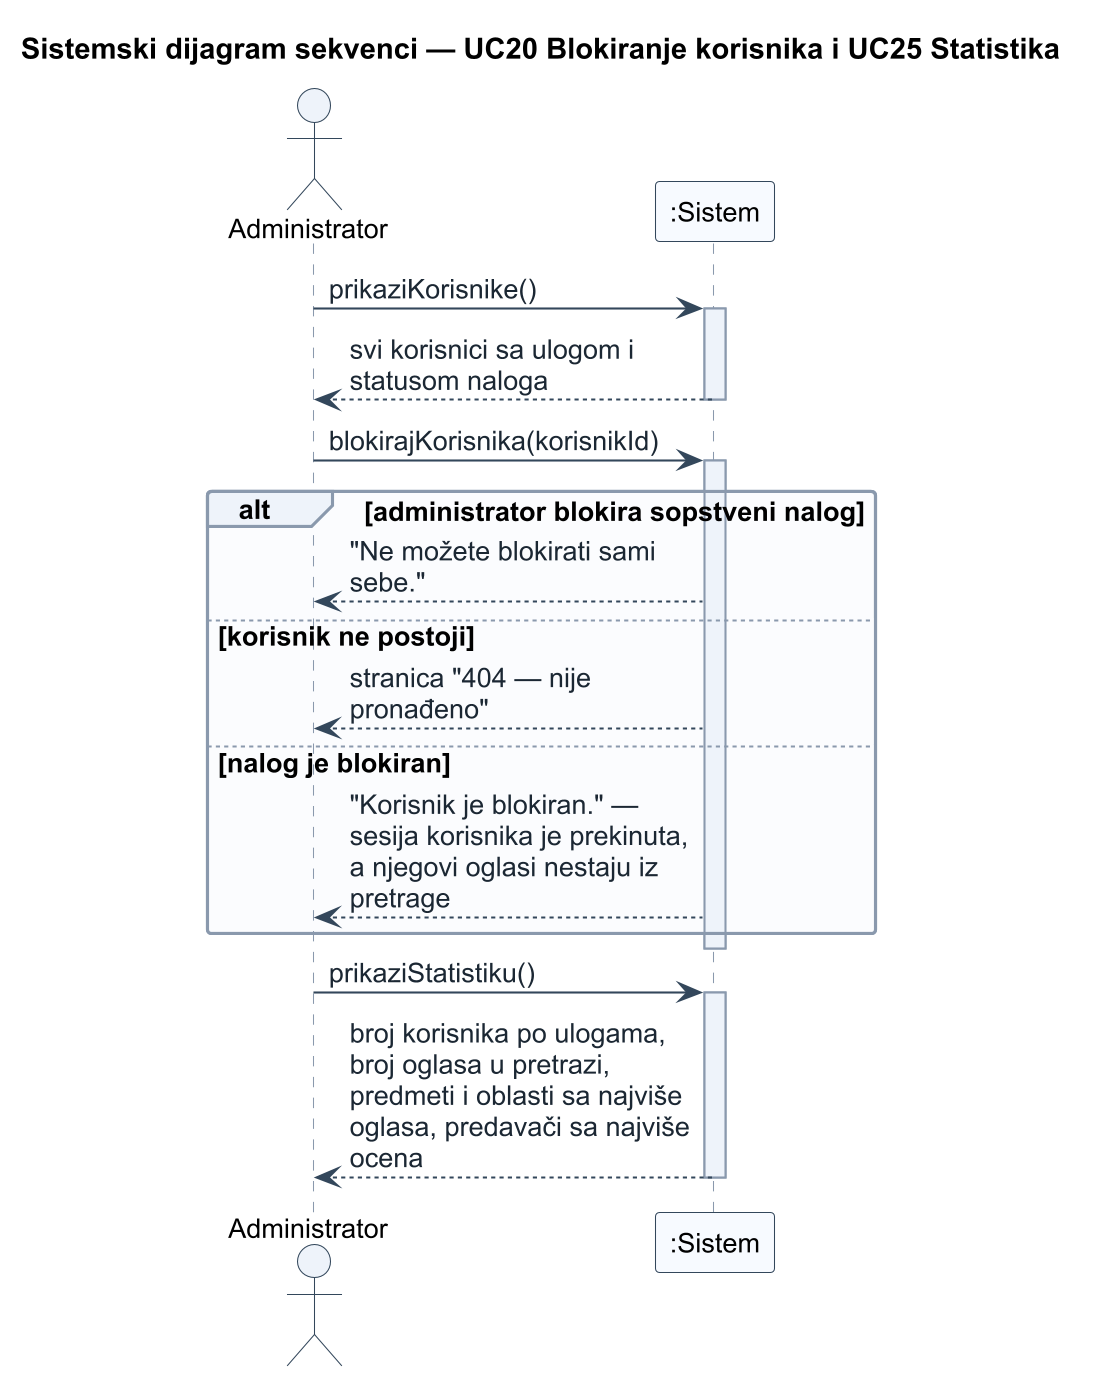 Sistemski dijagram sekvenci — UC20 Blokiranje korisnika i UC25 Statistika
Administrator
:Sistem
prikaziKorisnike()
svi korisnici sa ulogom i
statusom naloga
blokirajKorisnika(korisnikId)
alt
[administrator blokira sopstveni nalog]
"Ne možete blokirati sami
sebe."
[korisnik ne postoji]
stranica "404 — nije
pronađeno"
[nalog je blokiran]
"Korisnik je blokiran." —
sesija korisnika je prekinuta,
a njegovi oglasi nestaju iz
pretrage
prikaziStatistiku()
broj korisnika po ulogama,
broj oglasa u pretrazi,
predmeti i oblasti sa najviše
oglasa, predavači sa najviše
ocena
Administrator
:Sistem